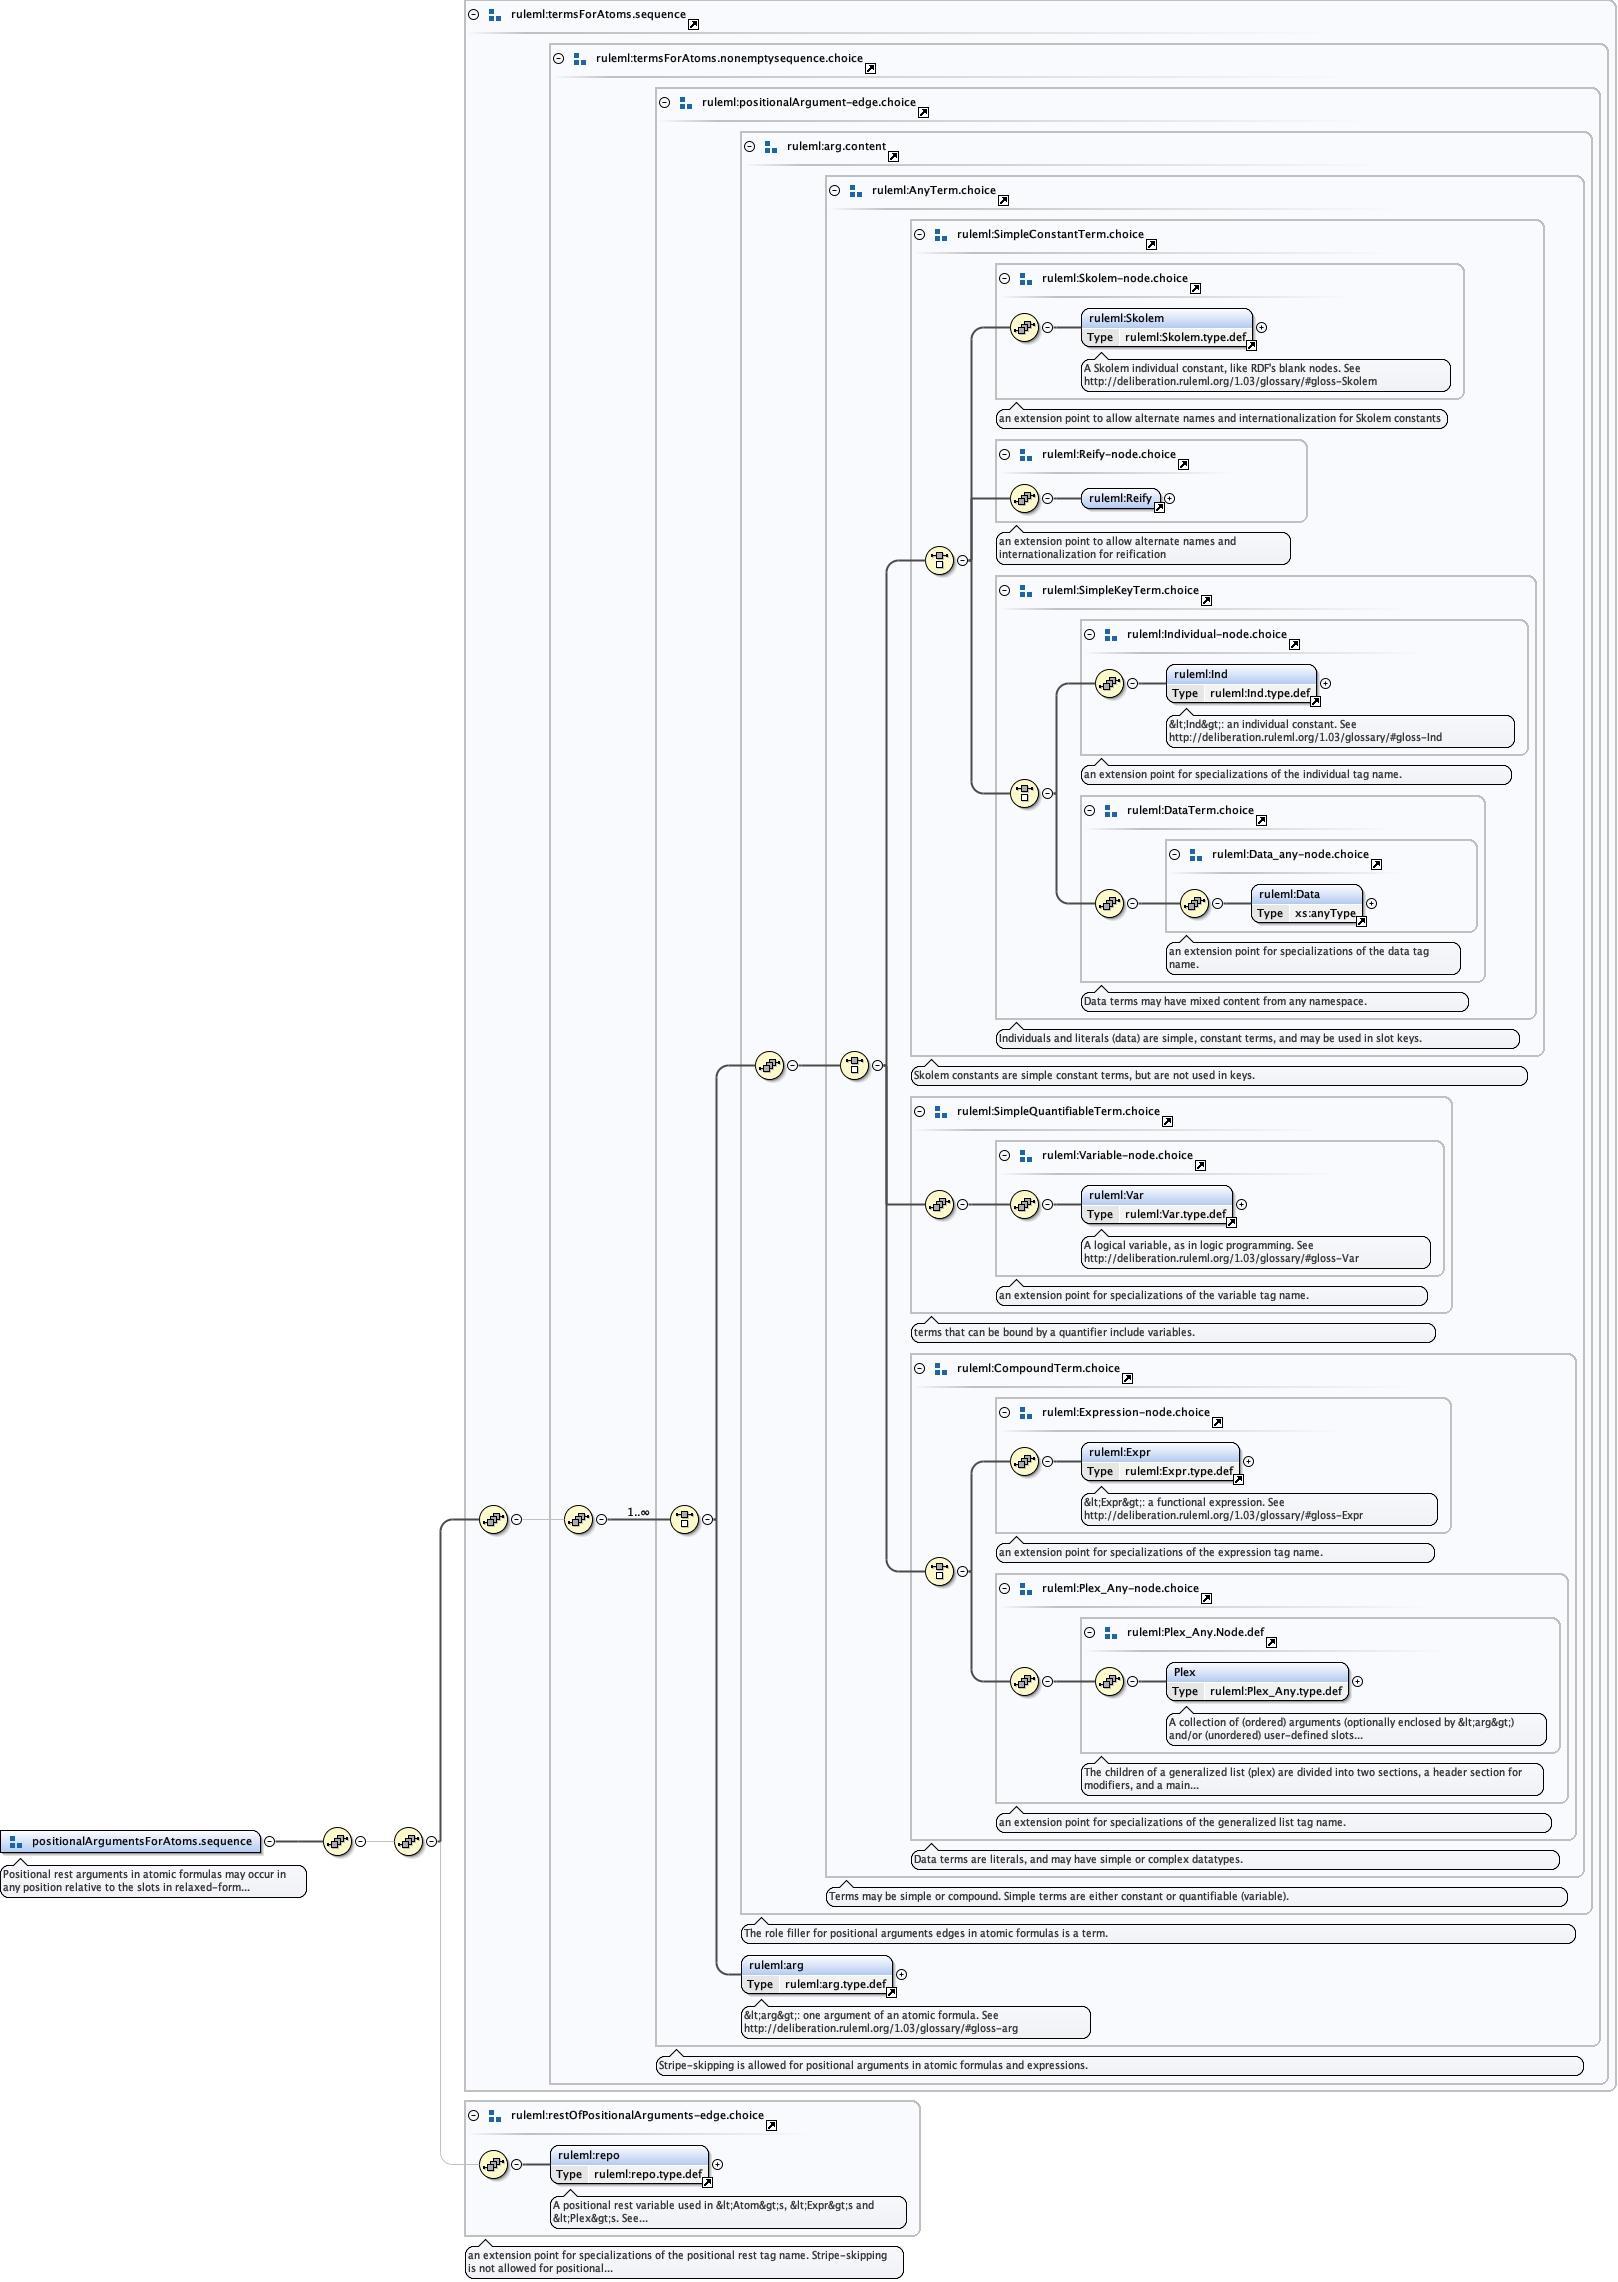 ruleml:termsForAtoms.sequence
ruleml:termsForAtoms.nonemptysequence.choice
ruleml:positionalArgument-edge.choice
ruleml:arg.content
ruleml:AnyTerm.choice
ruleml:SimpleConstantTerm.choice
ruleml:Skolem-node.choice
ruleml:Skolem
Type ruleml:Skolem.type.def
A Skolem individual constant, like RDF's blank nodes. See
http://deliberation.ruleml.org/1.03/glossary/#gloss-Skolem
an extension point to allow alternate names and internationalization for Skolem constants
ruleml:Reify-node.choice
ruleml:Reify
an extension point to allow alternate names and
internationalization for reification
ruleml:SimpleKeyTerm.choice
ruleml:Individual-node.choice
ruleml:Ind
Type ruleml:Ind.type.def
&lt;Ind&gt;: an individual constant. See
http://deliberation.ruleml.org/1.03/glossary/#gloss-Ind
an extension point for specializations of the individual tag name.
ruleml:DataTerm.choice
ruleml:Data_any-node.choice
ruleml:Data
Type xs:anyType
an extension point for specializations of the data tag
name.
Data terms may have mixed content from any namespace.
Individuals and literals (data) are simple, constant terms, and may be used in slot keys.
Skolem constants are simple constant terms, but are not used in keys.
ruleml:SimpleQuantifiableTerm.choice
ruleml:Variable-node.choice
ruleml:Var
Type ruleml:Var.type.def
A logical variable, as in logic programming. See
http://deliberation.ruleml.org/1.03/glossary/#gloss-Var
an extension point for specializations of the variable tag name.
terms that can be bound by a quantifier include variables.
ruleml:CompoundTerm.choice
ruleml:Expression-node.choice
ruleml:Expr
Type ruleml:Expr.type.def
&lt;Expr&gt;: a functional expression. See
http://deliberation.ruleml.org/1.03/glossary/#gloss-Expr
1..∞
an extension point for specializations of the expression tag name.
ruleml:Plex_Any-node.choice
ruleml:Plex_Any.Node.def
Plex
Type ruleml:Plex_Any.type.def
A collection of (ordered) arguments (optionally enclosed by &lt;arg&gt;)
and/or (unordered) user-defined slots...
The children of a generalized list (plex) are divided into two sections, a header section for
modifiers, and a main...
an extension point for specializations of the generalized list tag name.
positionalArgumentsForAtoms.sequence
Positional rest arguments in atomic formulas may occur in
any position relative to the slots in relaxed-form...
Data terms are literals, and may have simple or complex datatypes.
Terms may be simple or compound. Simple terms are either constant or quantifiable (variable).
The role filler for positional arguments edges in atomic formulas is a term.
ruleml:arg
Type ruleml:arg.type.def
&lt;arg&gt;: one argument of an atomic formula. See
http://deliberation.ruleml.org/1.03/glossary/#gloss-arg
Stripe-skipping is allowed for positional arguments in atomic formulas and expressions.
ruleml:restOfPositionalArguments-edge.choice
ruleml:repo
Type ruleml:repo.type.def
A positional rest variable used in &lt;Atom&gt;s, &lt;Expr&gt;s and
&lt;Plex&gt;s. See...
an extension point for specializations of the positional rest tag name. Stripe-skipping
is not allowed for positional...